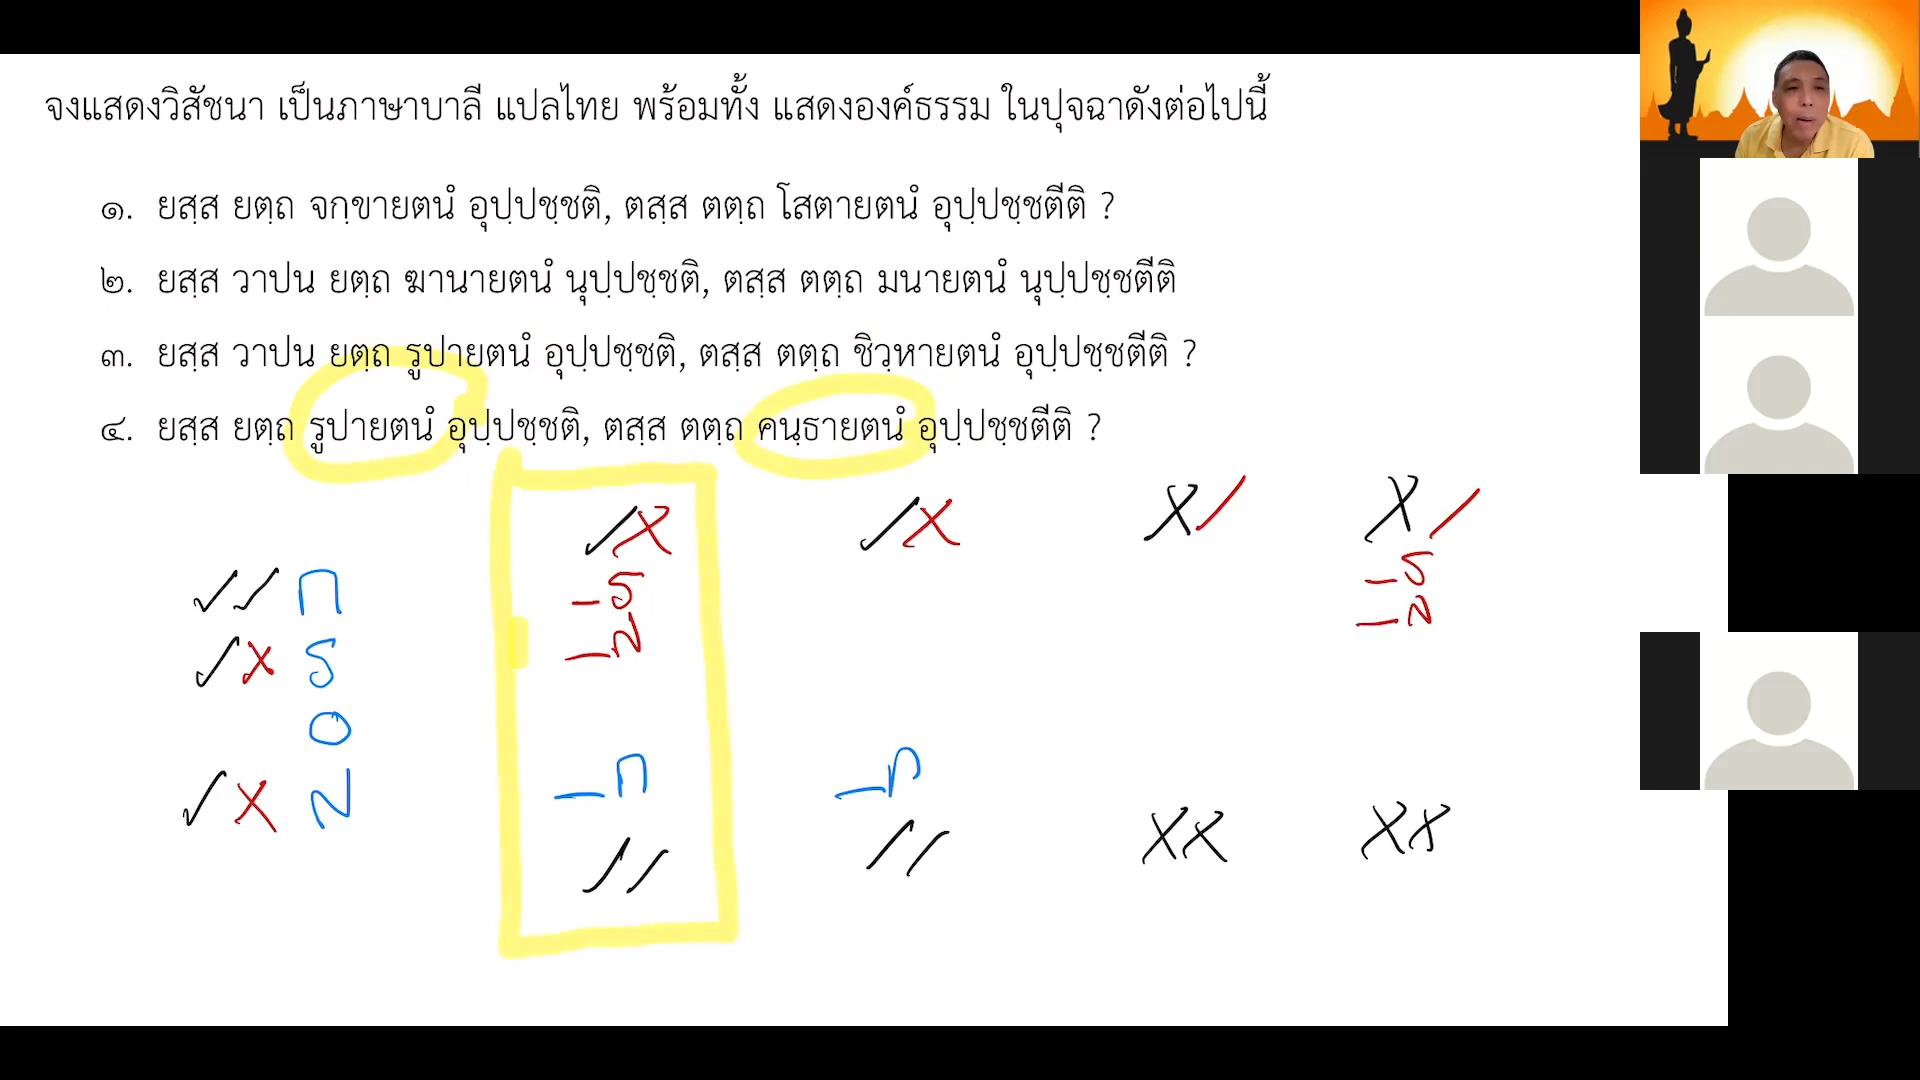 จงแสดงวิสัชนา เป็นภาษาบาลี แปลไทย พร้อมทั้ง แสดงองค์ธรรม ในปุจฉาดังต่อไปนี้
๑. ยสฺส ยตฺถ จกฺขายตนํ อุปฺปชฺชติ, ตสฺส ตตฺถ โสตายตนํ อุปฺปชฺชตีติ ?
๒. ยสฺส วาปน ยตฺถ ฆานายตนํ นุปฺปชฺชติ, ตสฺส ตตฺถ มนายตนํ นุปฺปชฺชตีติ
๓. ยสฺส วาปน ยตฺถ รูปายตนํ อุปฺปชฺชติ, ตสฺส ตตฺถ ชิวฺหายตนํ อุปฺปชฺชตีติ ?
๔. ยสฺส ยตฺถ รูปายตนํ อุปฺปชฺชติ, ตสฺส ตตฺถ คนฺธายตนํ อุปฺปชฺชตีติ ?